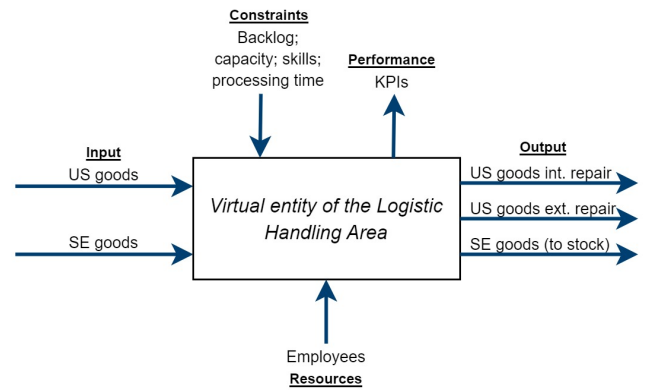 Constraints
Backlog;
capacity; skills;
processing time
Performance
KPIs
Input
US goods
SE goods
Virtual entity of the Logistic
Handling Area
Output
US goods int. repair
US goods ext. repair
SE goods (to stock)
Employees
Resources